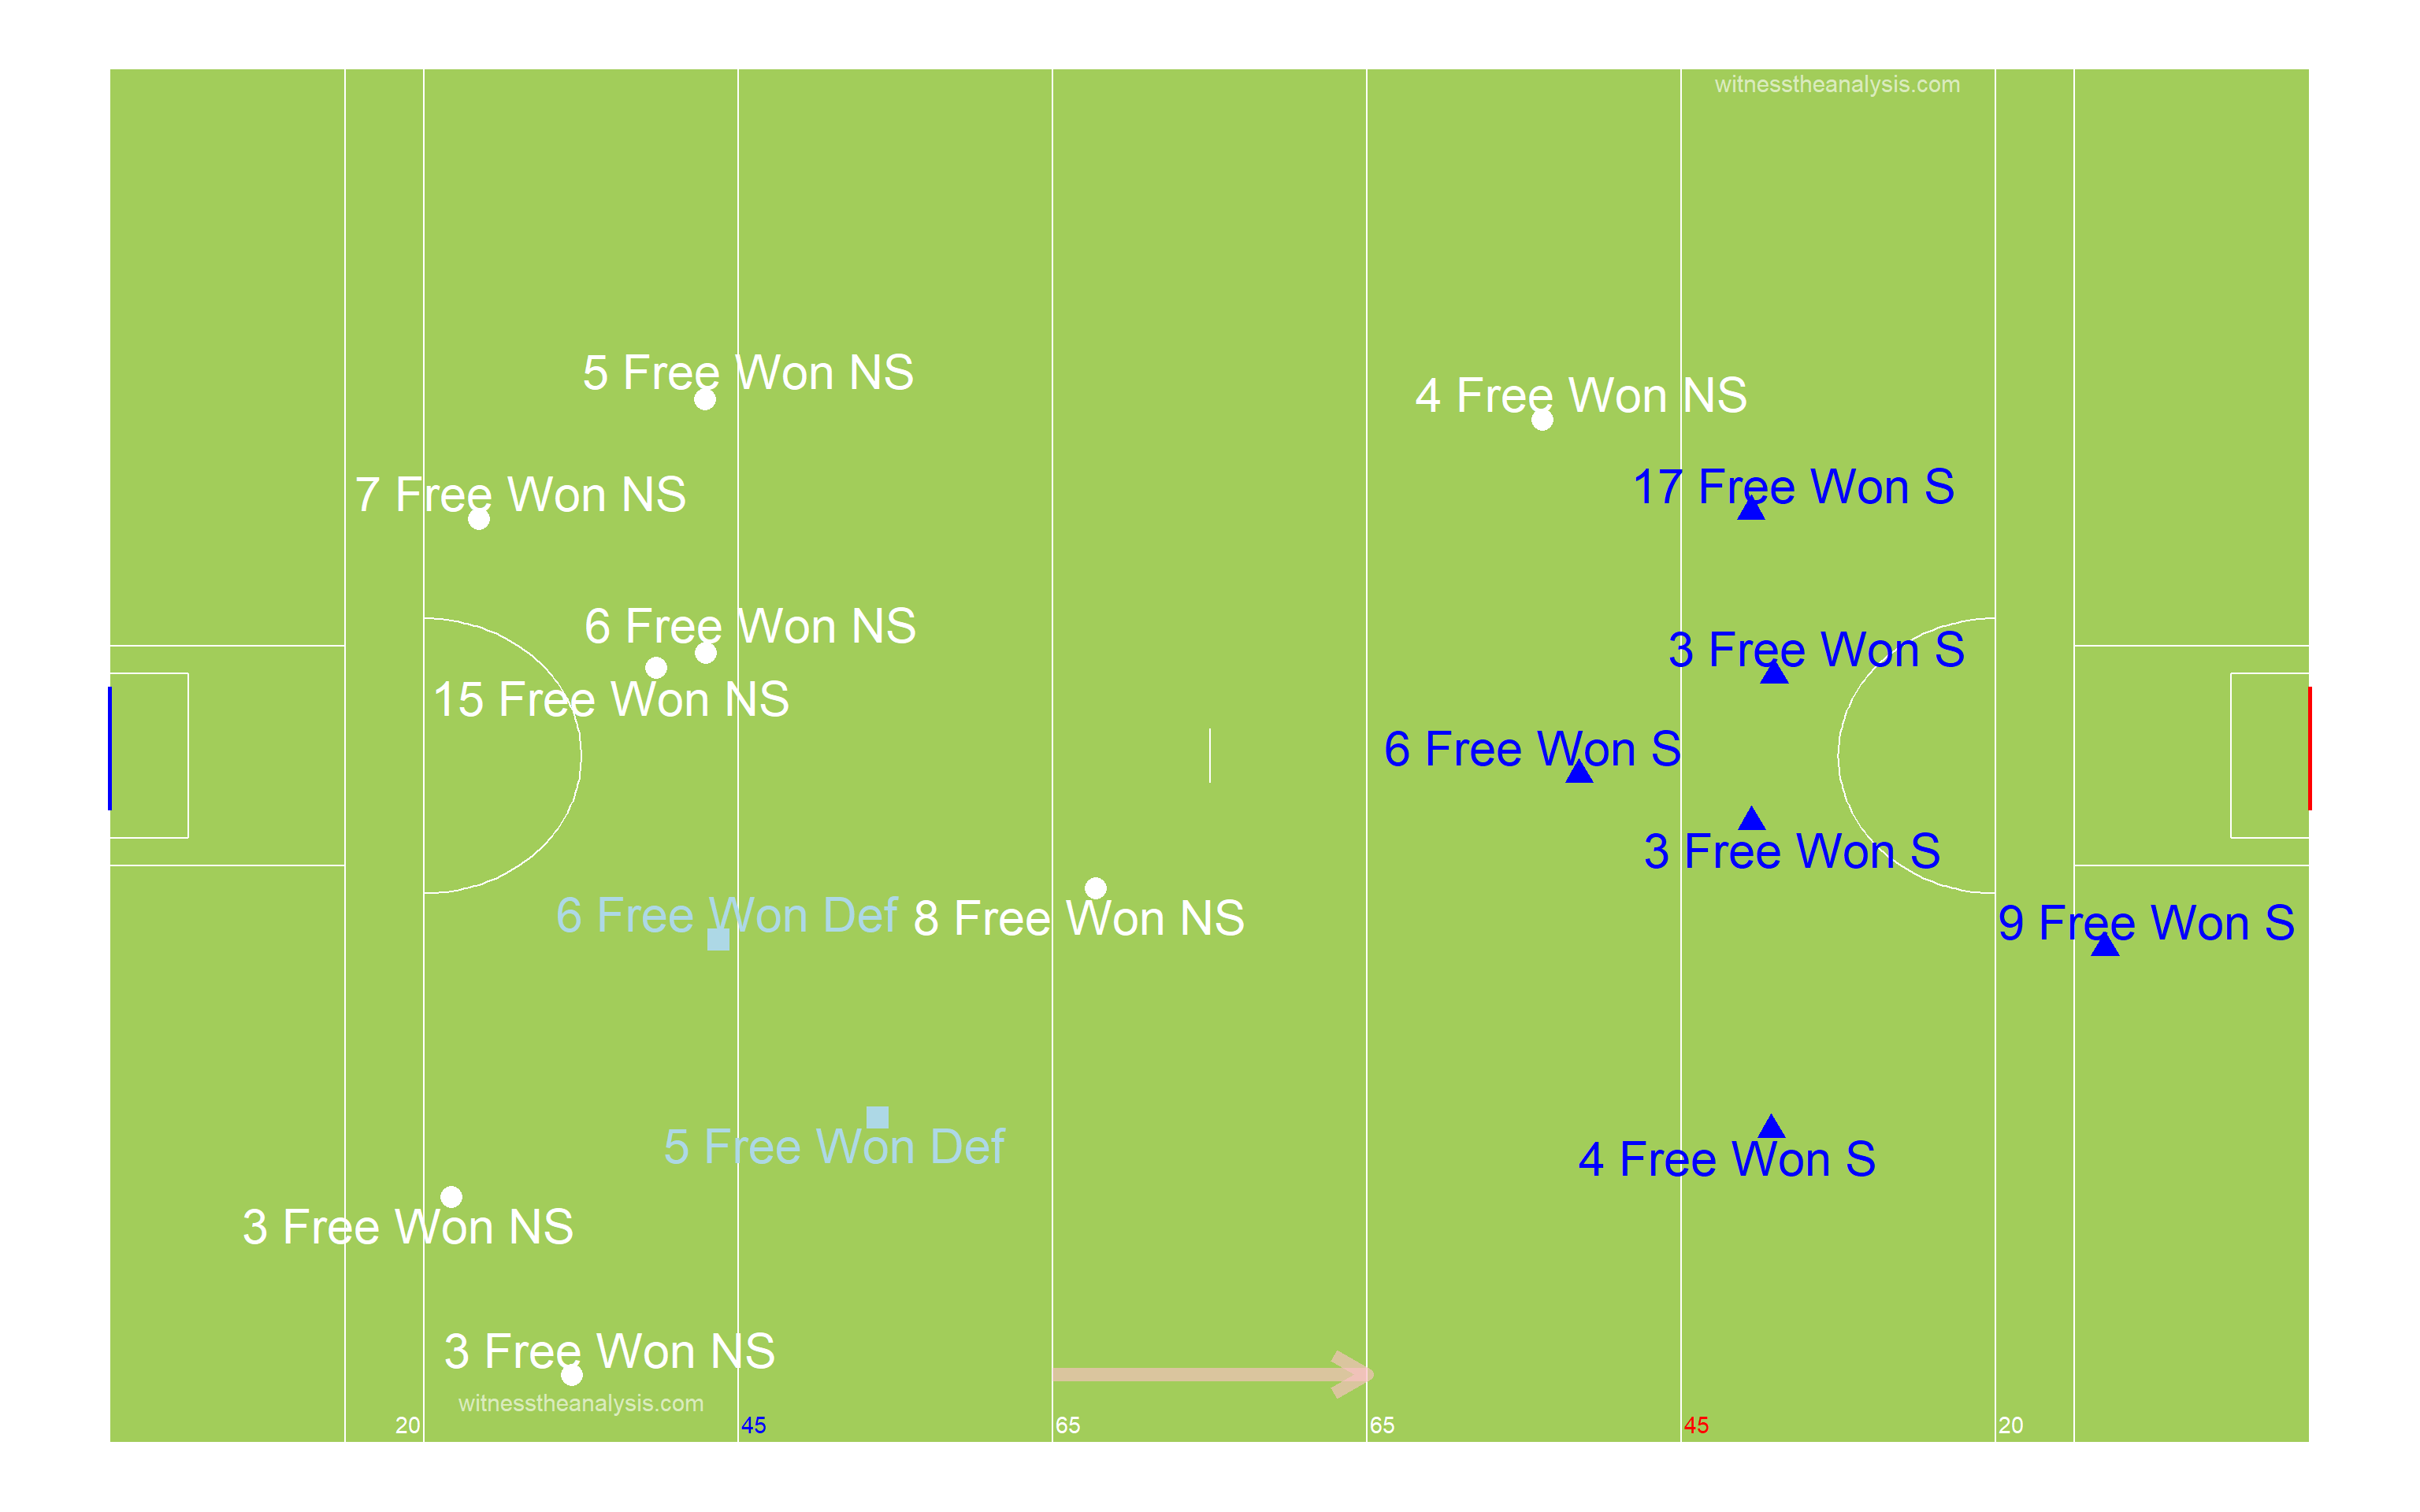 witnesstheanalysis.com
5 Free Won NS
4 Free Won NS
7 Free Won NS
17 Free Won S
6 Free Won NS
3 Free Won S
15 Free Won NS
6 Free Won S
3 Free Won S
6 Free Won Def
8 Free Won NS
9 Free Won S
5 Free Won Def
4 Free Won S
3 Free Won NS
3 Free Won NS
witnesstheanalysis.com
20
45
65
65
45
20